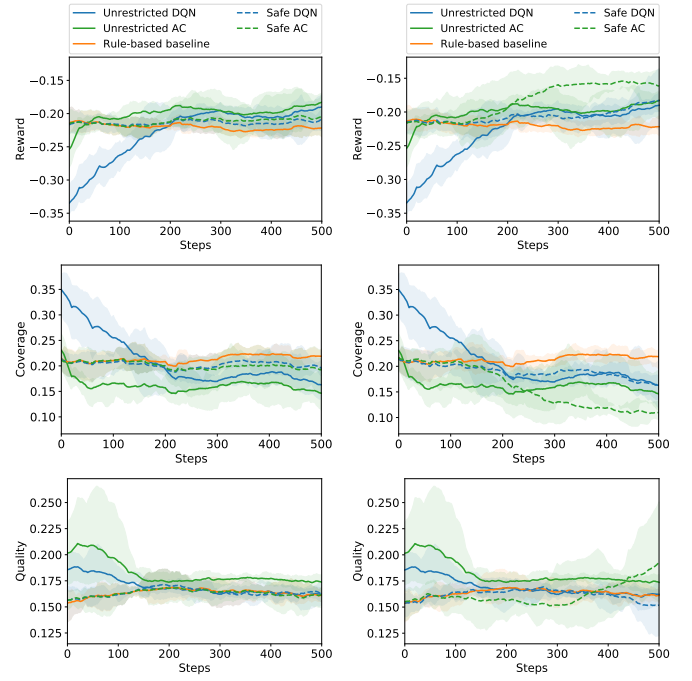 Unrestricted DQN
Unrestricted AC
Rule-based baseline
Safe DQN
Safe AC
Unrestricted DQN
Unrestricted AC
Rule-based baseline
Safe DQN
Safe AC
−0.15
−0.20
−0.25
−0.30
−0.35
Reward
0 100 200 300 400 500
Steps
−0.15
−0.20
−0.25
−0.30
−0.35
Reward
0 100 200 300 400 500
Steps
0.35
0.30
0.25
0.20
0.15
0.10
Coverage
0 100 200 300 400 500
Steps
0.35
0.30
0.25
0.20
0.15
0.10
Coverage
0 100 200 300 400 500
Steps
0.250
0.225
0.200
0.175
0.150
0.125
Quality
0 100 200 300 400 500
Steps
0.250
0.225
0.200
0.175
0.150
0.125
Quality
0 100 200 300 400 500
Steps